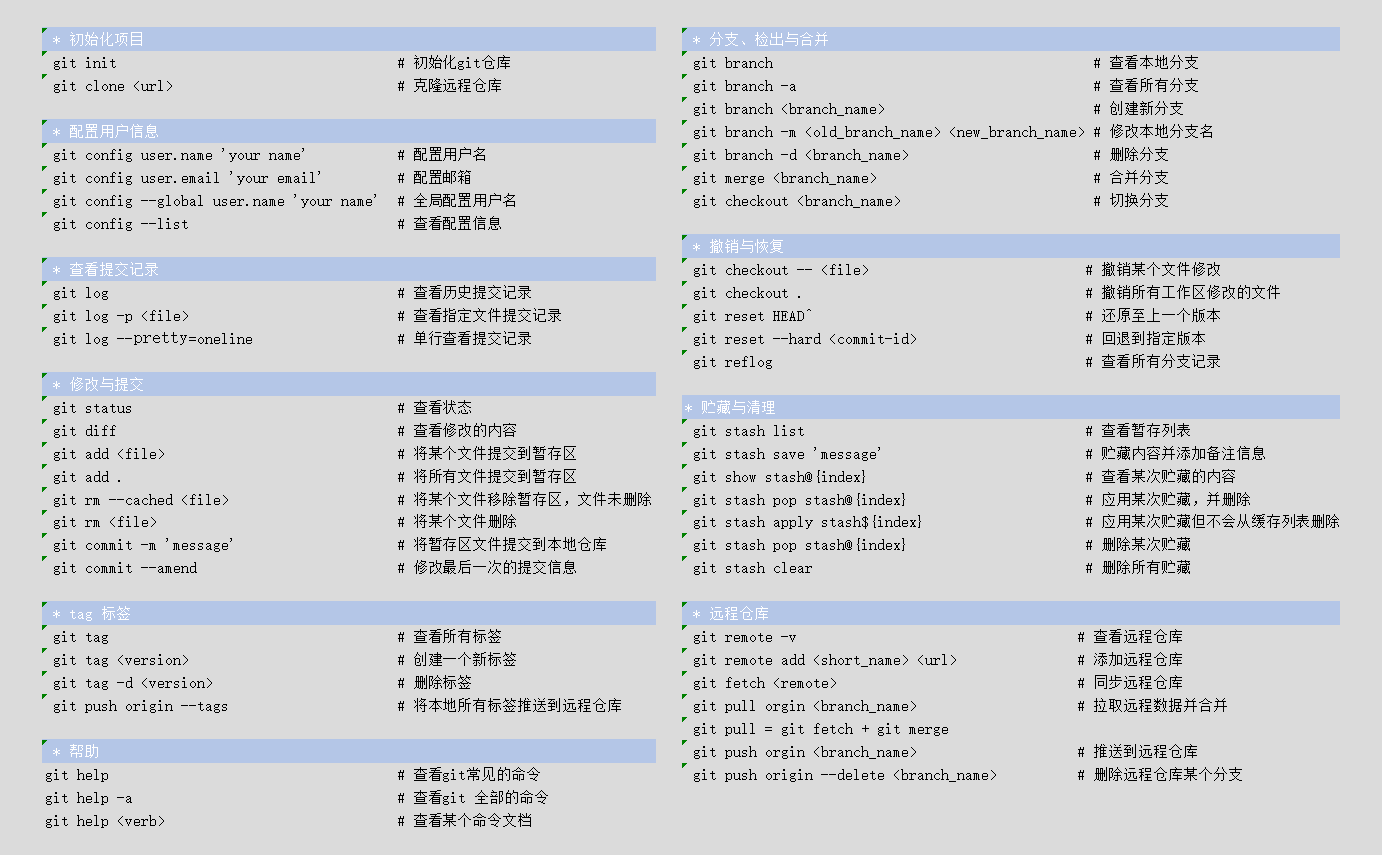 * 初始化项目
git init # 初始化git仓库
git clone <url> # 克隆远程仓库
* 配置用户信息
git config user.name 'your name' # 配置用户名
git config user.email 'your email' # 配置邮箱
git config --global user.name 'your name' # 全局配置用户名
git config --list # 查看配置信息
* 查看提交记录
git log # 查看历史提交记录
git log -p <file> # 查看指定文件提交记录
git log --pretty=oneline # 单行查看提交记录
* 修改与提交
git status # 查看状态
git diff # 查看修改的内容
git add <file> # 将某个文件提交到暂存区
git add . # 将所有文件提交到暂存区
git rm --cached <file> # 将某个文件移除暂存区，文件未删除
git rm <file> # 将某个文件删除
git commit -m 'message' # 将暂存区文件提交到本地仓库
git commit --amend # 修改最后一次的提交信息
* tag 标签
git tag # 查看所有标签
git tag <version> # 创建一个新标签
git tag -d <version> # 删除标签
git push origin --tags # 将本地所有标签推送到远程仓库
* 帮助
git help # 查看git常见的命令
git help -a # 查看git 全部的命令
git help <verb> # 查看某个命令文档
* 分支、检出与合并
git branch # 查看本地分支
git branch -a # 查看所有分支
git branch <branch_name> # 创建新分支
git branch -m <old_branch_name> <new_branch_name> # 修改本地分支名
git branch -d <branch_name> # 删除分支
git merge <branch_name> # 合并分支
git checkout <branch_name> # 切换分支
* 撤销与恢复
git checkout -- <file> # 撤销某个文件修改
git checkout . # 撤销所有工作区修改的文件
git reset HEAD^ # 还原至上一个版本
git reset --hard <commit-id> # 回退到指定版本
git reflog # 查看所有分支记录
* 贮藏与清理
git stash list # 查看暂存列表
git stash save 'message' # 贮藏内容并添加备注信息
git show stash@{index} # 查看某次贮藏的内容
git stash pop stash@{index} # 应用某次贮藏，并删除
git stash apply stash${index} # 应用某次贮藏但不会从缓存列表删除
git stash pop stash@{index} # 删除某次贮藏
git stash clear # 删除所有贮藏
* 远程仓库
git remote -v # 查看远程仓库
git remote add <short_name> <url> # 添加远程仓库
git fetch <remote> # 同步远程仓库
git pull orgin <branch_name> # 拉取远程数据并合并
git pull = git fetch + git merge
git push orgin <branch_name> # 推送到远程仓库
git push origin --delete <branch_name> # 删除远程仓库某个分支